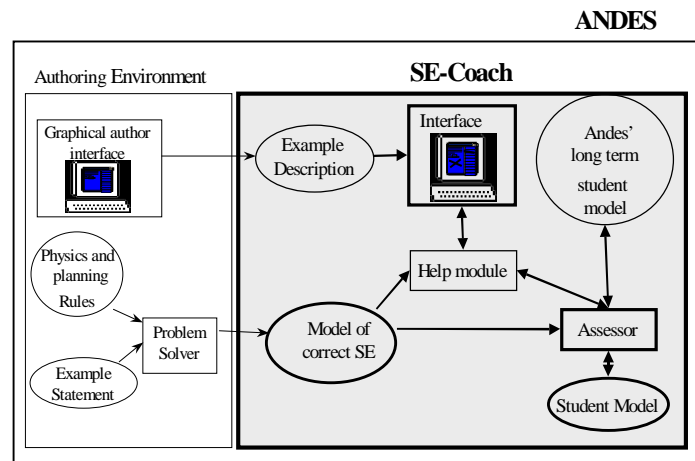 ANDES
Authoring Environment
SE-Coach
Graphical author
interface
Example
Description
Interface
Andes'
long term
student
model
Physics and
planning
Rules
Help module
Problem
Solver
Model of
correct SE
Assessor
Example
Statement
Student Model